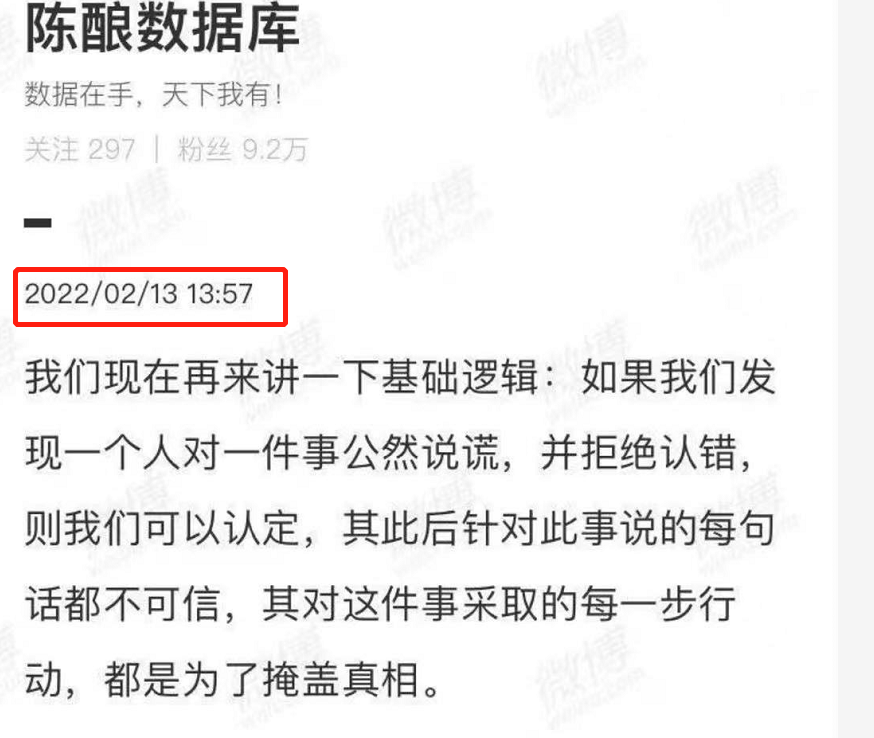 陈酿数据库
数据在手，天下我有！
关注 297 | 粉丝 9.2万
2022/02/13 13:57
我们现在再来讲一下基础逻辑：如果我们发
现一个人对一件事公然说谎，并拒绝认错，
则我们可以认定，其此后针对此事说的每句
话都不可信，其对这件事采取的每一步行
动，都是为了掩盖真相。
微博
weibo.com